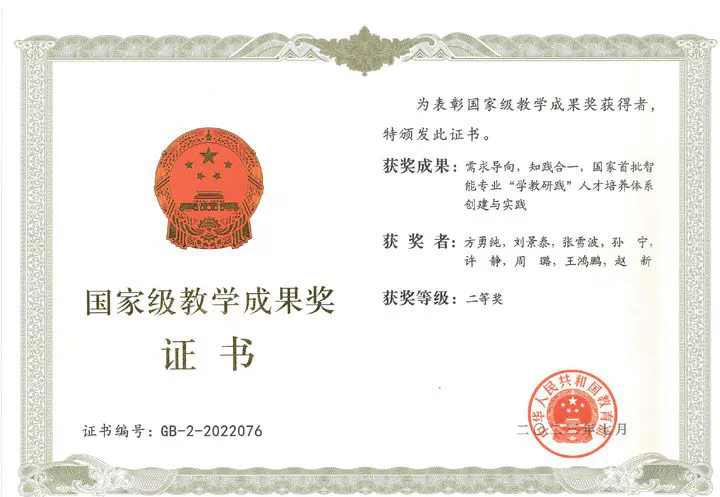 国家级教学成果奖
证书
证书编号：GB-2-2022076
为表彰国家级教学成果奖获得者，
特颁发此证书。
获奖成果：需求导向，知践合一，国家首批智
能专业“学教研践”人才培养体系
创建与实践
获奖者：方勇纯，刘景泰，张雪波，孙宁，
许静，周璐，王鸿鹏，赵新
获奖等级：二等奖
中华人民共和国教育部
二〇二三年七月